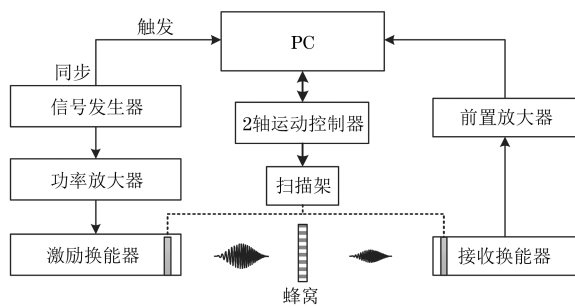 触发
PC
同步
信号发生器
2轴运动控制器
前置放大器
功率放大器
扫描架
激励换能器
接收换能器
蜂窝